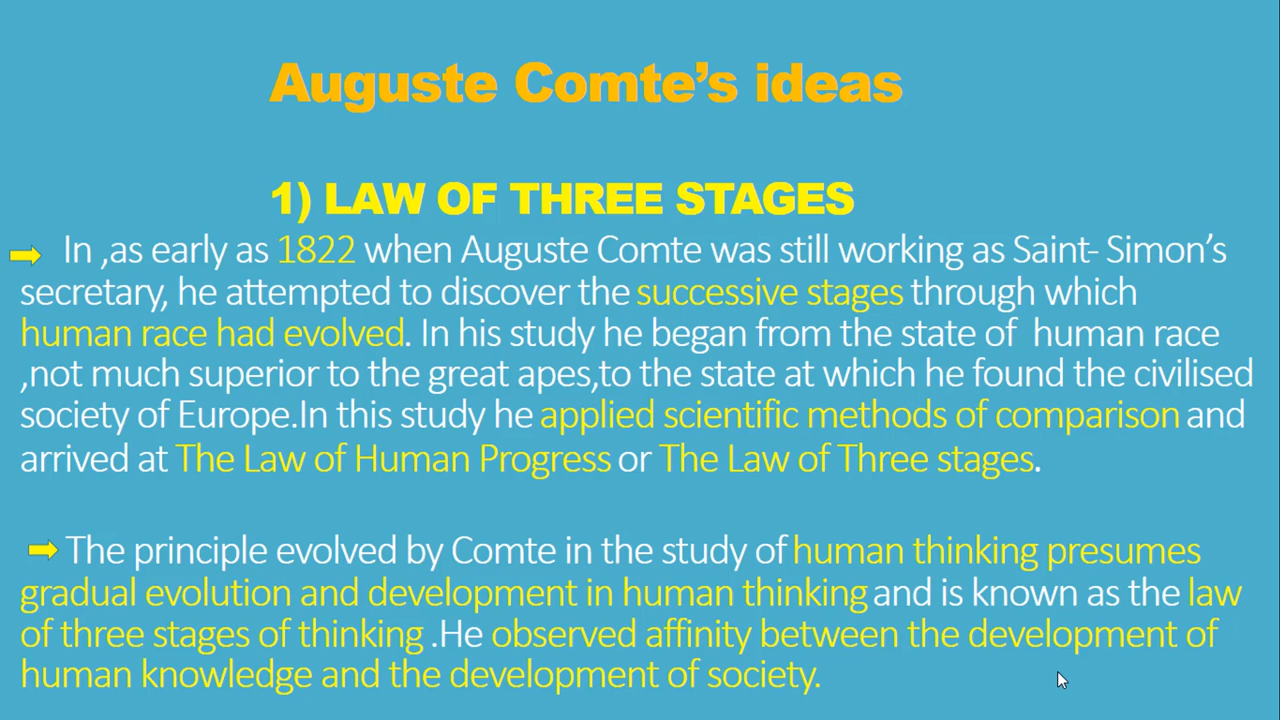 Auguste Comte’s ideas
1) LAW OF THREE STAGES
In ,as early as 1822 when Auguste Comte was still working as Saint- Simon’s
secretary, he attempted to discover the successive stages through which
human race had evolved. In his study he began from the state of human race
,not much superior to the great apes,to the state at which he found the civilised
society of Europe.In this study he applied scientific methods of comparison and
arrived at The Law of Human Progress or The Law of Three stages.
The principle evolved by Comte in the study of human thinking presumes
gradual evolution and development in human thinking and is known as the law
of three stages of thinking .He observed affinity between the development of
human knowledge and the development of society.